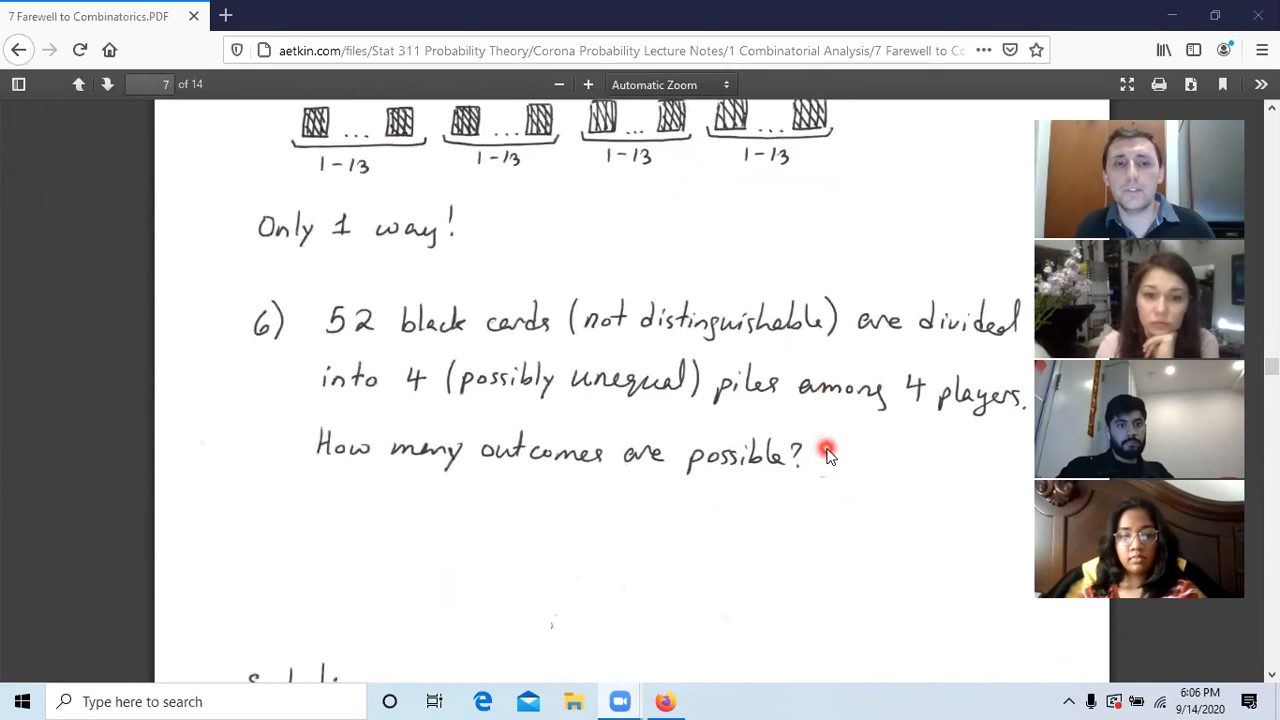 7 Farewell to Combinatorics.PDF
aetkin.com/files/Stat 311 Probability Theory/Corona Probability Lecture Notes/1 Combinatorial Analysis/7 Farewell to Co
7 of 14
Automatic Zoom
1-13 1-13 1-13 1-13
Only 1 way!
6) 52 black cards (not distinguishable) are divided
into 4 (possibly unequal) piles among 4 players.
How many outcomes are possible?
Type here to search
6:06 PM
9/14/2020